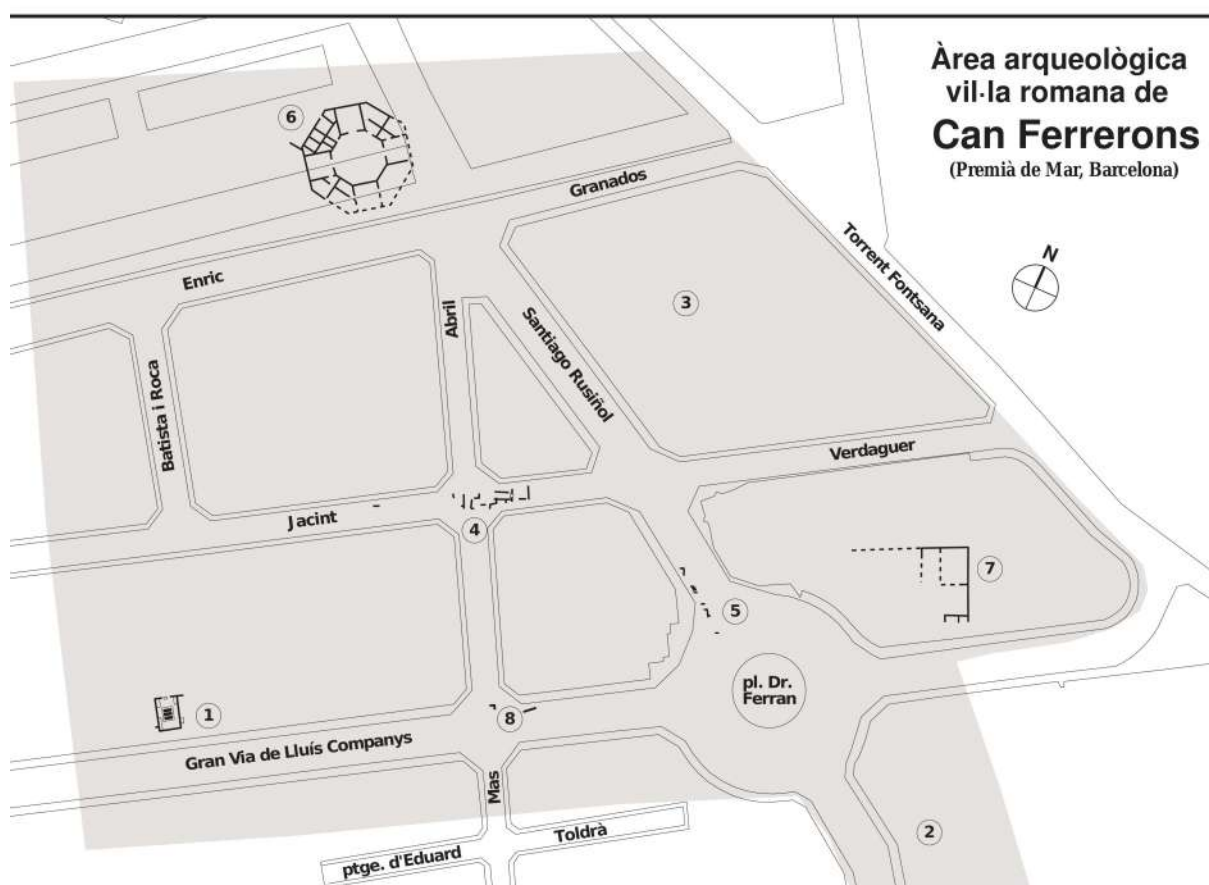 Àrea arqueològica
vil·la romana de
Can Ferrerons
(Premià de Mar, Barcelona)
6
Granados
Torrent Fontsana
N
Enric
Abril
Santiago Rusiñol
3
Batista i Roca
Verdaguer
Jacint
4
7
5
pl. Dr.
Ferran
1
8
Gran Via de Lluís Companys
Mas
2
Toldrà
ptge. d'Eduard